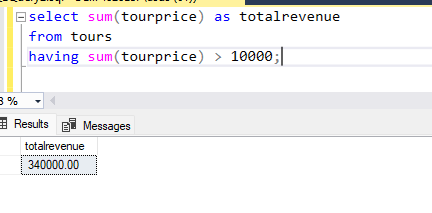 select sum(tourprice) as totalrevenue
from tours
having sum(tourprice) > 10000;
%
Results
Messages
totalrevenue
340000.00